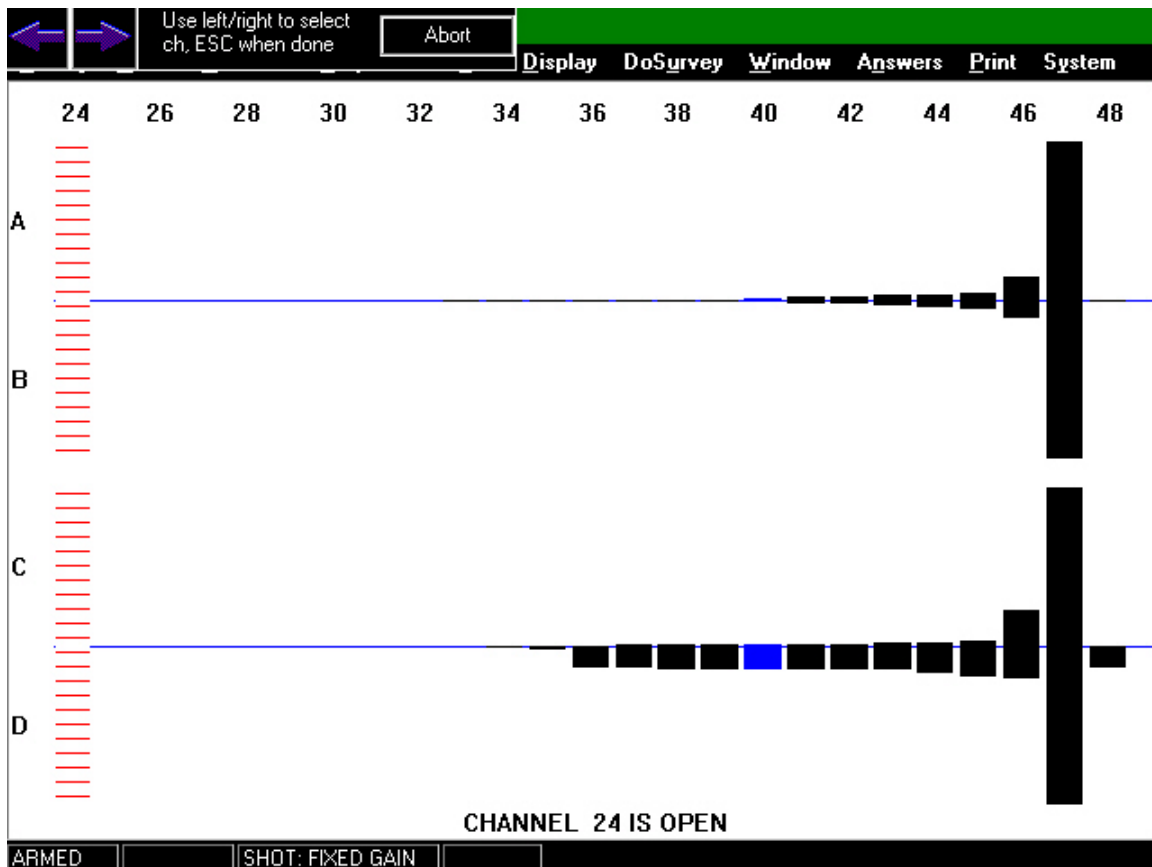 Use left/right to select
ch, ESC when done
Abort
Display DoSurvey Window Answers Print System
24 26 28 30 32 34 36 38 40 42 44 46 48
A
B
C
D
CHANNEL 24 IS OPEN
ARMED SHOT: FIXED GAIN